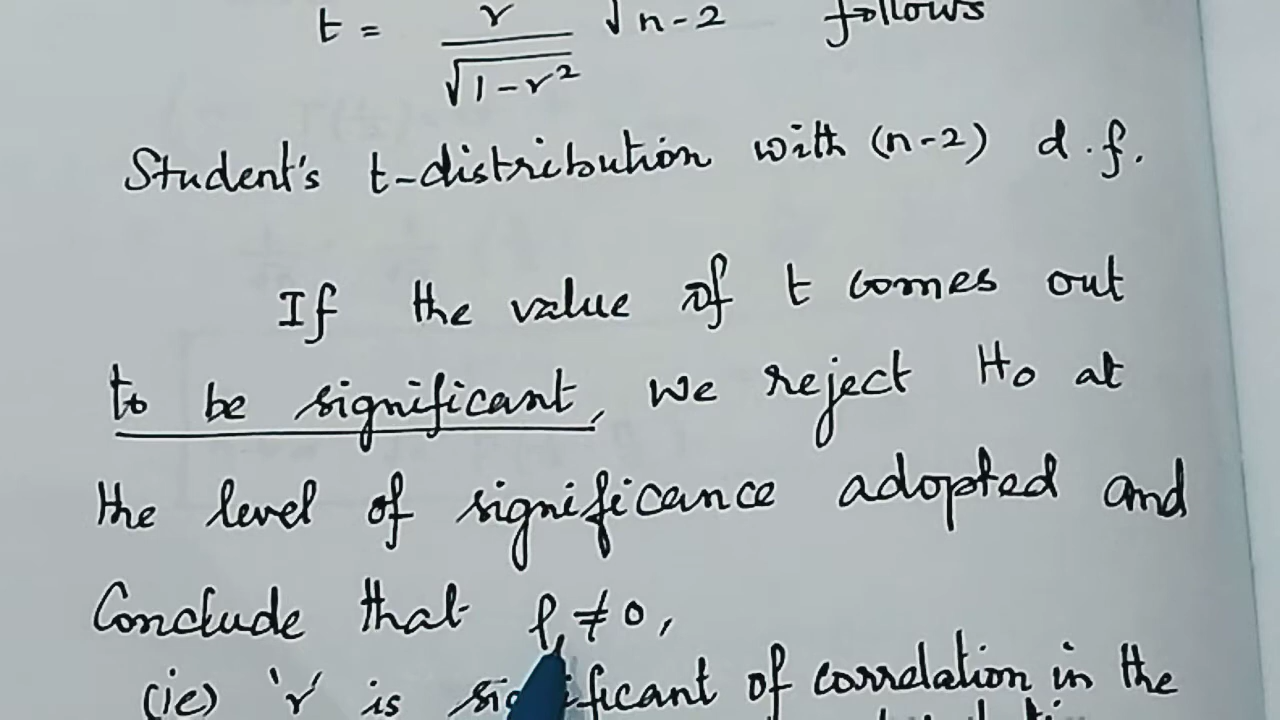 t = r/√(1-r²) √n-2 follows
Student's t-distribution with (n-2) d.f.
If the value of t comes out
to be significant, we reject H₀ at
the level of significance adopted and
Conclude that ρ ≠ 0,
(ie) 'r' is significant of correlation in the